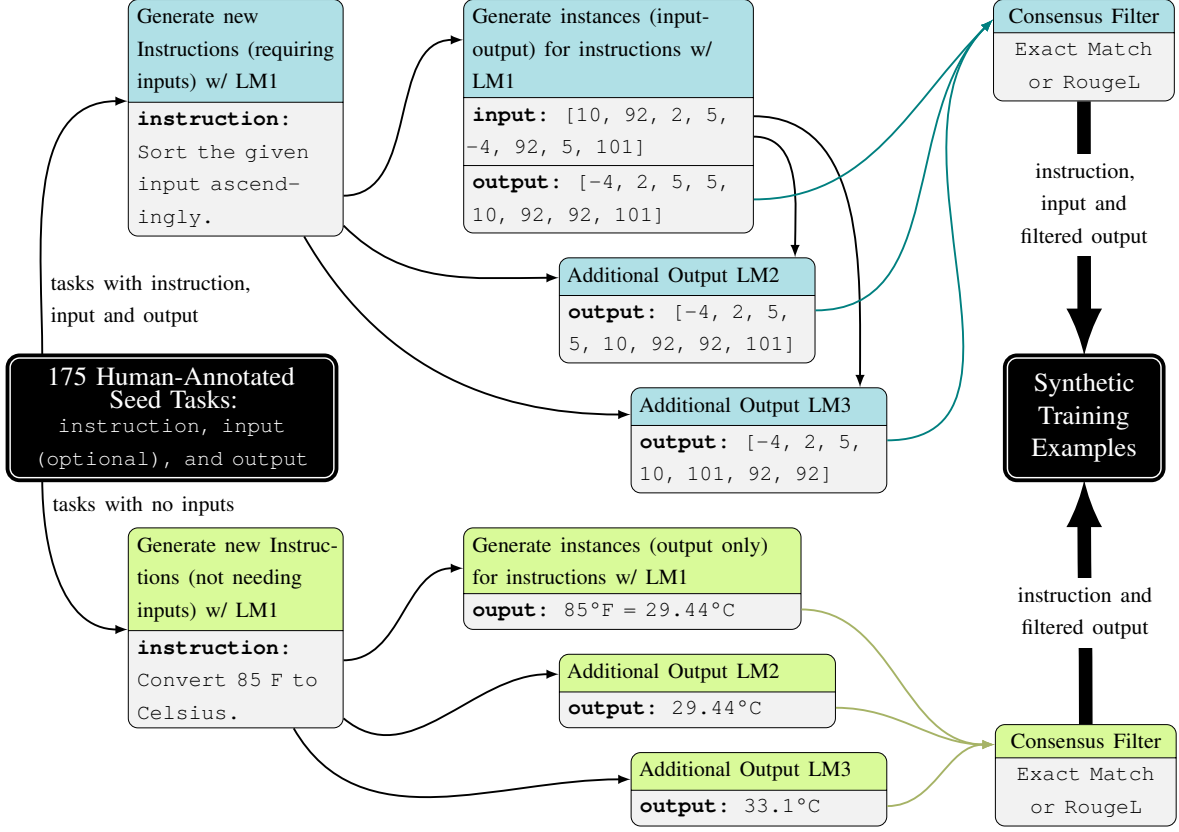 Generate new
Instructions (requiring
inputs) w/ LM1
instruction:
Sort the given
input ascend-
ingly.
Generate instances (input-
output) for instructions w/
LM1
input: [10, 92, 2, 5,
-4, 92, 5, 101]
output: [-4, 2, 5, 5,
10, 92, 92, 101]
Consensus Filter
Exact Match
or RougeL
instruction,
input and
filtered output
Additional Output LM2
output: [-4, 2, 5,
5, 10, 92, 92, 101]
tasks with instruction,
input and output
175 Human-Annotated
Seed Tasks:
instruction, input
(optional), and output
Additional Output LM3
output: [-4, 2, 5,
10, 101, 92, 92]
Synthetic
Training
Examples
tasks with no inputs
Generate new Instruc-
tions (not needing
inputs) w/ LM1
instruction:
Convert 85 F to
Celsius.
Generate instances (output only)
for instructions w/ LM1
ouput: 85°F = 29.44°C
Additional Output LM2
output: 29.44°C
Additional Output LM3
output: 33.1°C
instruction and
filtered output
Consensus Filter
Exact Match
or RougeL